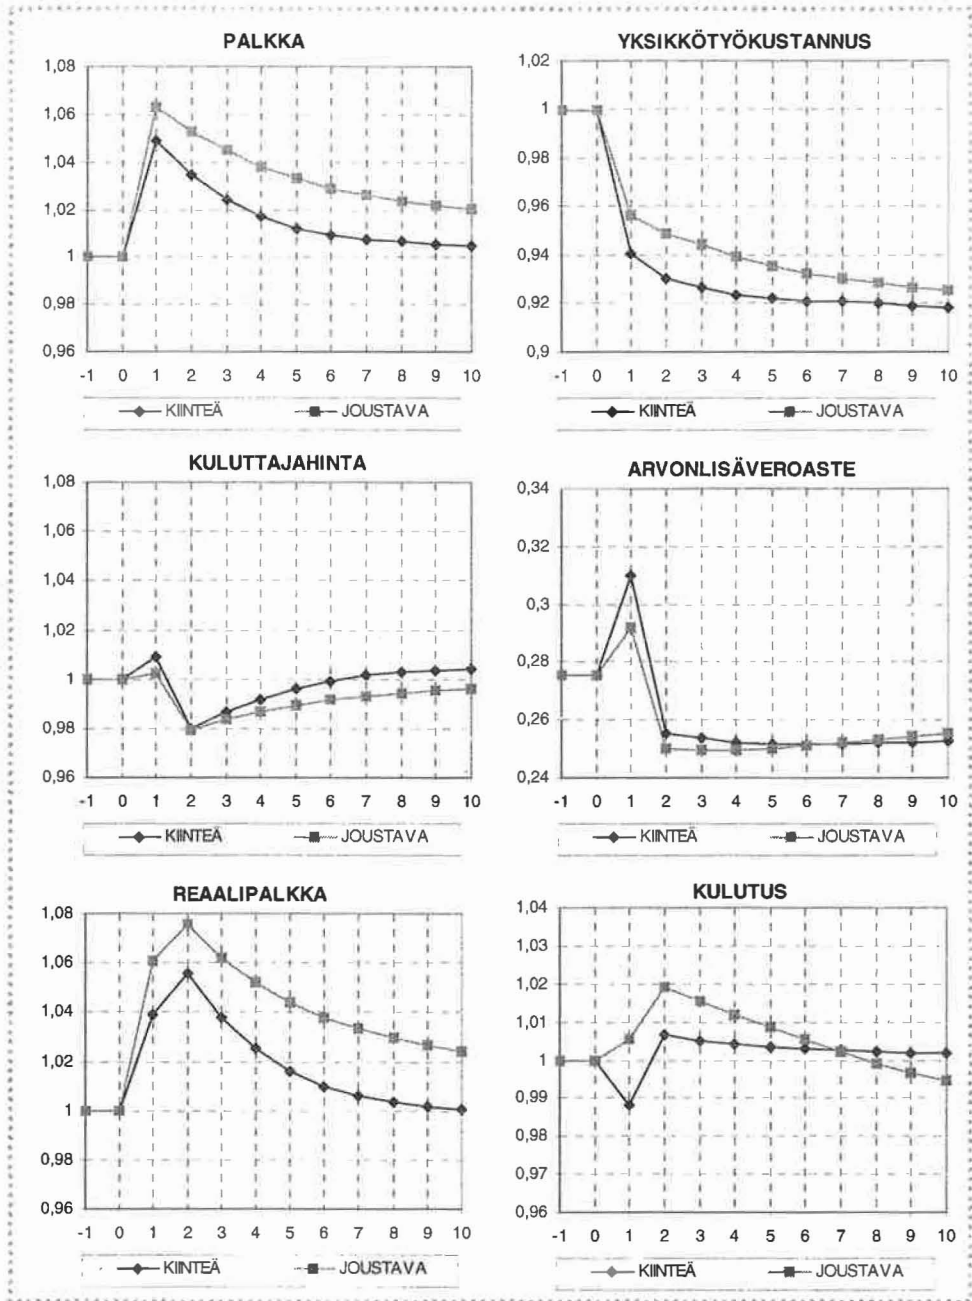 PALKKA
1,08
1,06
1,04
1,02
1
0,98
0,96
-1 0 1 2 3 4 5 6 7 8 9 10
KIINTEÄ JOUSTAVA
YKSIKKÖTYÖKUSTANNUS
1,02
1
0,98
0,96
0,94
0,92
0,9
-1 0 1 2 3 4 5 6 7 8 9 10
KIINTEÄ JOUSTAVA
KULUTTAJAHINTA
1,08
1,06
1,04
1,02
1
0,98
0,96
-1 0 1 2 3 4 5 6 7 8 9 10
KIINTEÄ JOUSTAVA
ARVONLISÄVEROASTE
0,34
0,32
0,3
0,28
0,26
0,24
-1 0 1 2 3 4 5 6 7 8 9 10
KIINTEÄ JOUSTAVA
REAALIPALKKA
1,08
1,06
1,04
1,02
1
0,98
0,96
-1 0 1 2 3 4 5 6 7 8 9 10
KIINTEÄ JOUSTAVA
KULUTUS
1,04
1,03
1,02
1,01
1
0,99
0,98
0,97
0,96
-1 0 1 2 3 4 5 6 7 8 9 10
KIINTEÄ JOUSTAVA